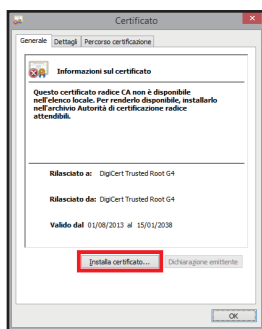 Certificato
Generale Dettagli Percorso certificazione
Informazioni sul certificato
Questo certificato radice CA non è disponibile
nell'elenco locale. Per renderlo disponibile, installarlo
nell'archivio Autorità di certificazione radice
attendibili.
Rilasciato a: DigiCert Trusted Root G4
Rilasciato da: DigiCert Trusted Root G4
Valido dal 01/08/2013 al 15/01/2038
Installa certificato... Dichiarazione emittente
OK